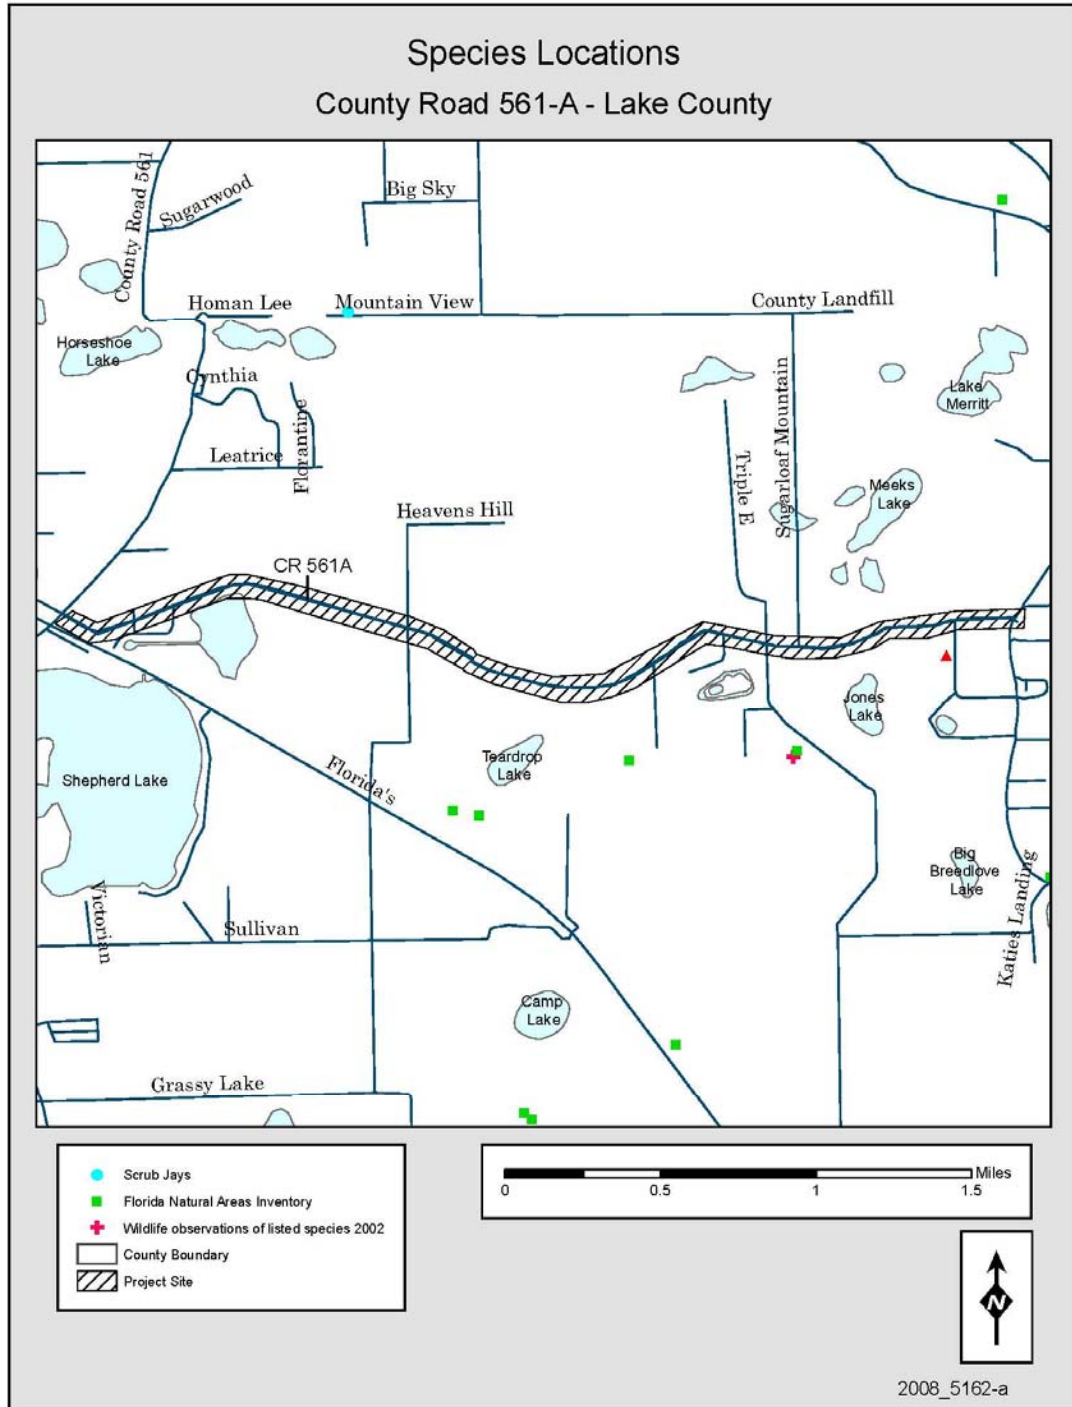 Species Locations
County Road 561-A - Lake County
County Road 561
Sugarwood
Big Sky
Homan Lee
Mountain View
County Landfill
Horseshoe
Lake
Cynthia
Florantine
Leatrice
Triple E
Sugarloaf Mountain
Lake
Merritt
Meeks
Lake
Heavens Hill
CR 561A
Jones
Lake
Teardrop
Lake
Shepherd Lake
Florida's
Big
Breedlove
Lake
Katies Landing
Victorian
Sullivan
Camp
Lake
Grassy Lake
Scrub Jays
Florida Natural Areas Inventory
Wildlife observations of listed species 2002
County Boundary
Project Site
Miles
0 0.5 1 1.5
N
2008_5162-a